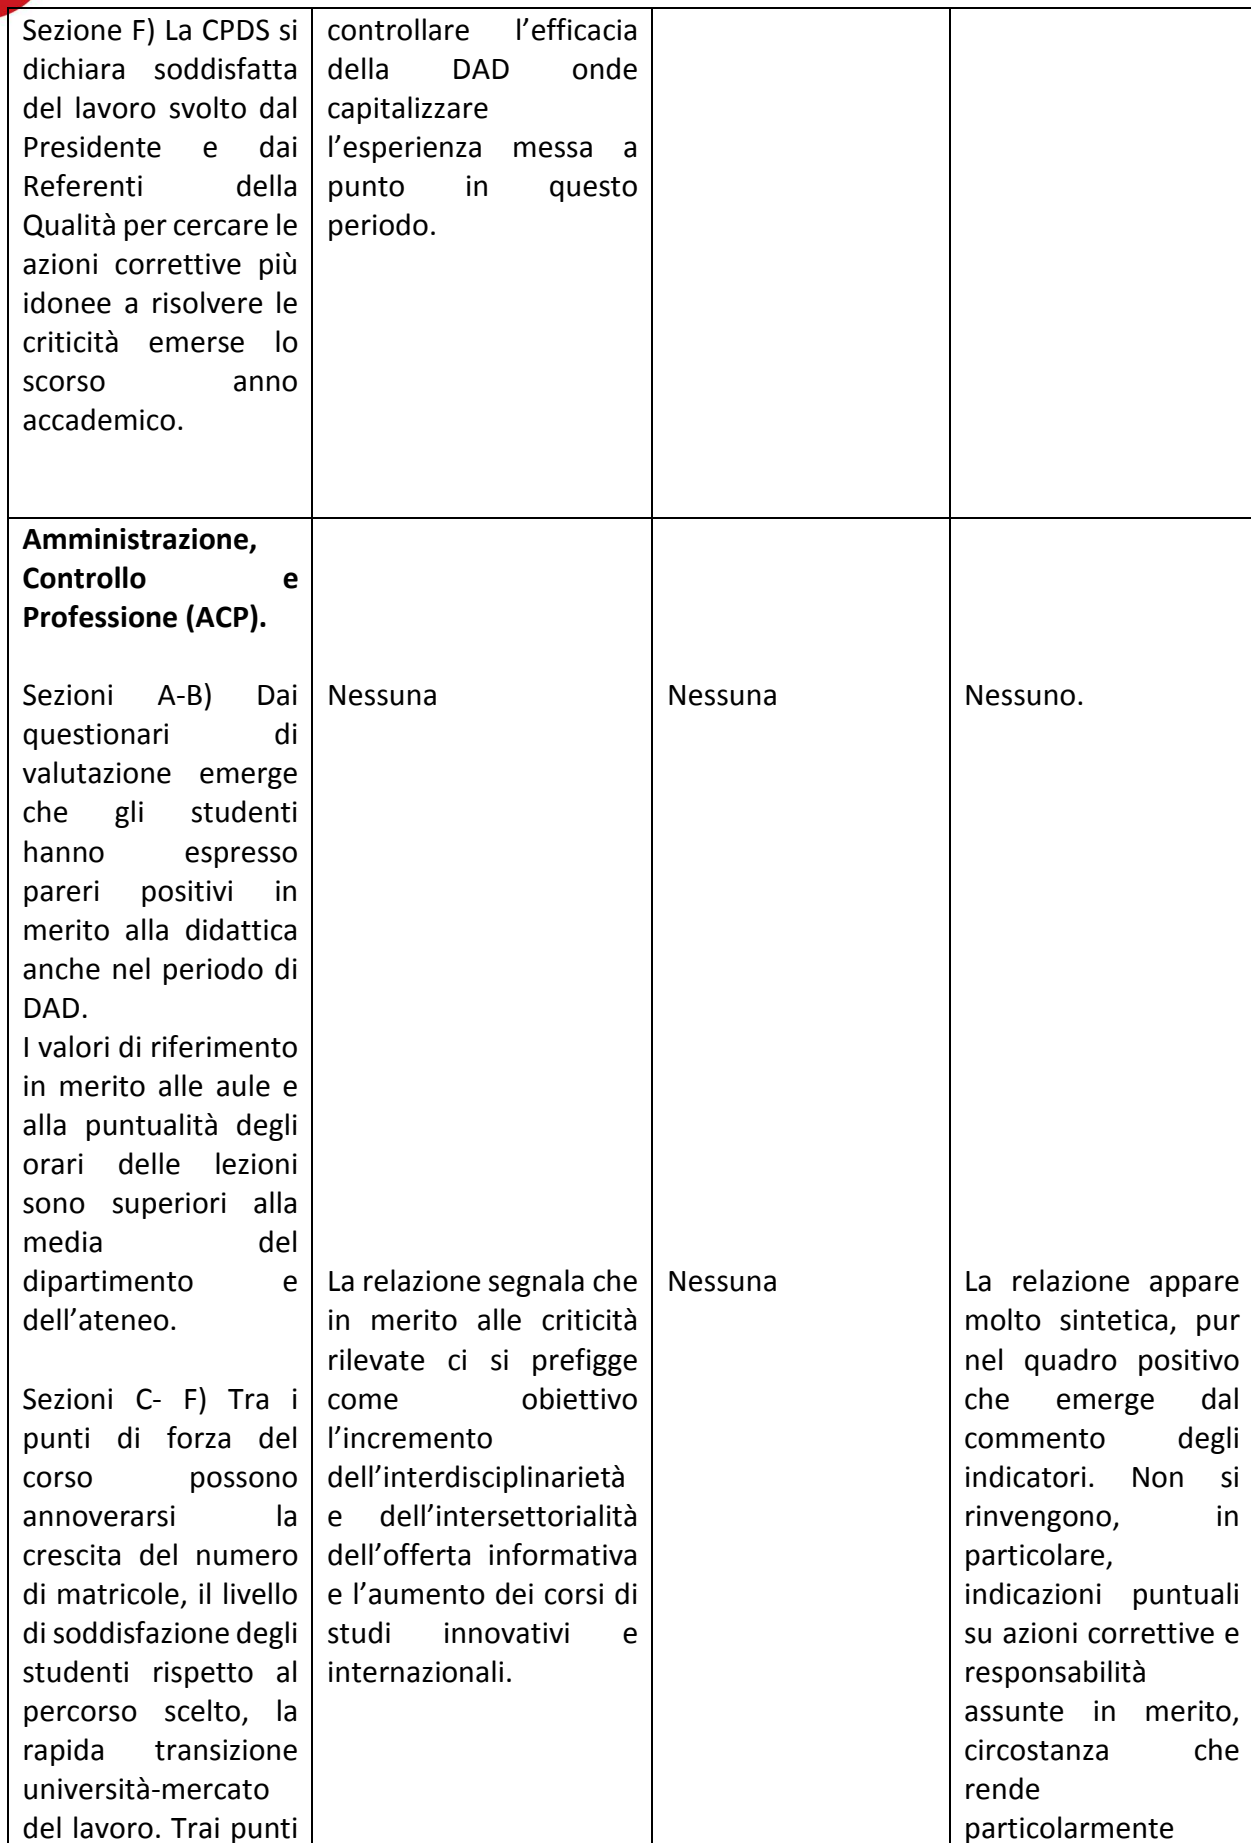 Sezione F) La CPDS si
dichiara soddisfatta
del lavoro svolto dal
Presidente e dai
Referenti della
Qualità per cercare le
azioni correttive più
idonee a risolvere le
criticità emerse lo
scorso anno
accademico.
controllare l’efficacia
della DAD onde
capitalizzare
l’esperienza messa a
punto in questo
periodo.
Amministrazione,
Controllo e
Professione (ACP).
Sezioni A-B) Dai
questionari di
valutazione emerge
che gli studenti
hanno espresso
pareri positivi in
merito alla didattica
anche nel periodo di
DAD.
I valori di riferimento
in merito alle aule e
alla puntualità degli
orari delle lezioni
sono superiori alla
media del
dipartimento e
dell’ateneo.
Sezioni C- F) Tra i
punti di forza del
corso possono
annoverarsi la
crescita del numero
di matricole, il livello
di soddisfazione degli
studenti rispetto al
percorso scelto, la
rapida transizione
università-mercato
del lavoro. Trai punti
Nessuna
La relazione segnala che
in merito alle criticità
rilevate ci si prefigge
come obiettivo
l’incremento
dell’interdisciplinarietà
e dell’intersettorialità
dell’offerta informativa
e l’aumento dei corsi di
studi innovativi e
internazionali.
Nessuna
Nessuna
Nessuno.
La relazione appare
molto sintetica, pur
nel quadro positivo
che emerge dal
commento degli
indicatori. Non si
rinvengono, in
particolare,
indicazioni puntuali
su azioni correttive e
responsabilità
assunte in merito,
circostanza che
rende
particolarmente